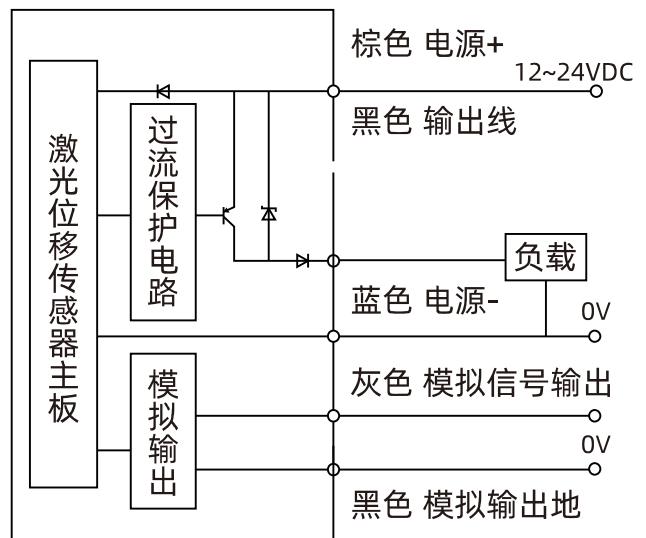 棕色 电源+
12~24VDC
黑色 输出线
激光位移传感器主板
过流保护电路
负载
蓝色 电源-
0V
模拟输出
灰色 模拟信号输出
0V
黑色 模拟输出地